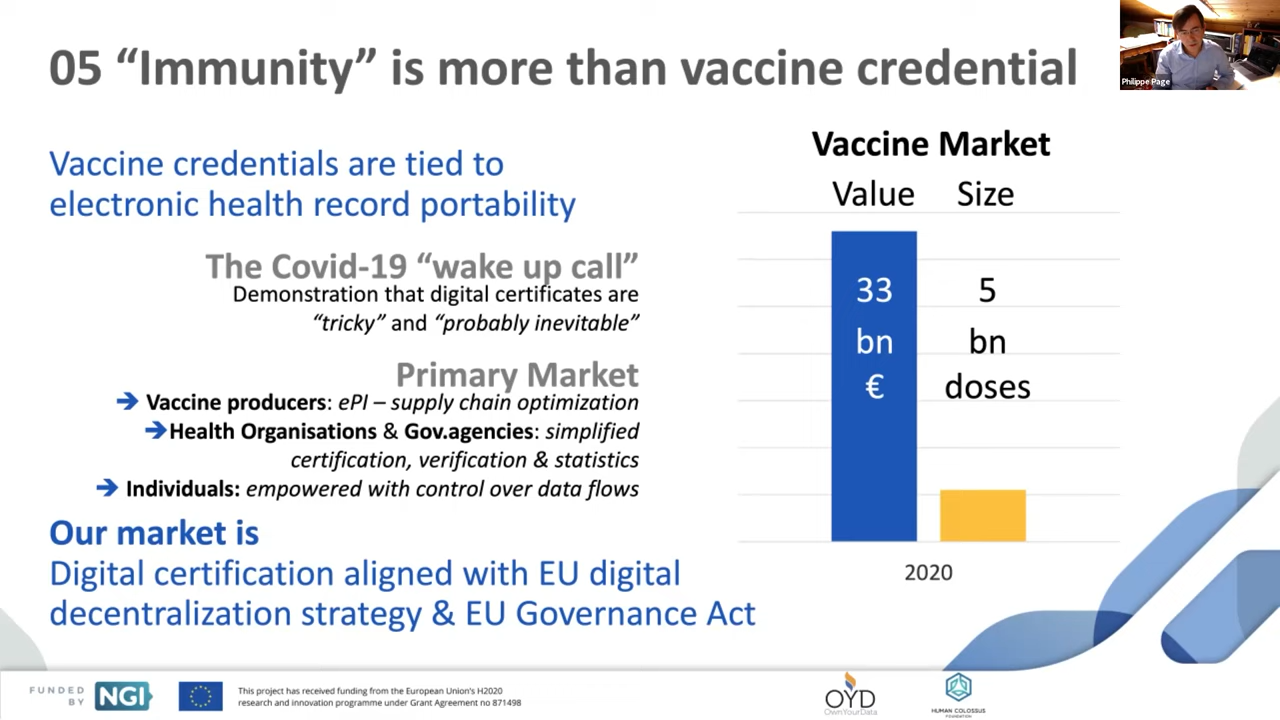 05 “Immunity” is more than vaccine credential
Philippe Page
Vaccine credentials are tied to
electronic health record portability
The Covid-19 “wake up call”
Demonstration that digital certificates are
“tricky” and “probably inevitable”
Primary Market
➔ Vaccine producers: ePI – supply chain optimization
➔Health Organisations & Gov.agencies: simplified
certification, verification & statistics
➔ Individuals: empowered with control over data flows
Our market is
Digital certification aligned with EU digital
decentralization strategy & EU Governance Act
Vaccine Market
Value Size
33 5
bn bn
€ doses
2020
FUNDED
BY
NGI
This project has received funding from the European Union’s H2020
research and innovation programme under Grant Agreement no 871498
OYD
OwnYourData
HUMAN COLOSSUS
FOUNDATION